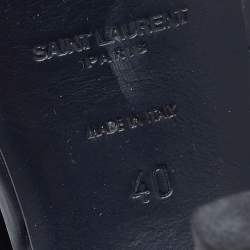 SAINT LAURENT
PARIS
MADE IN ITALY
40